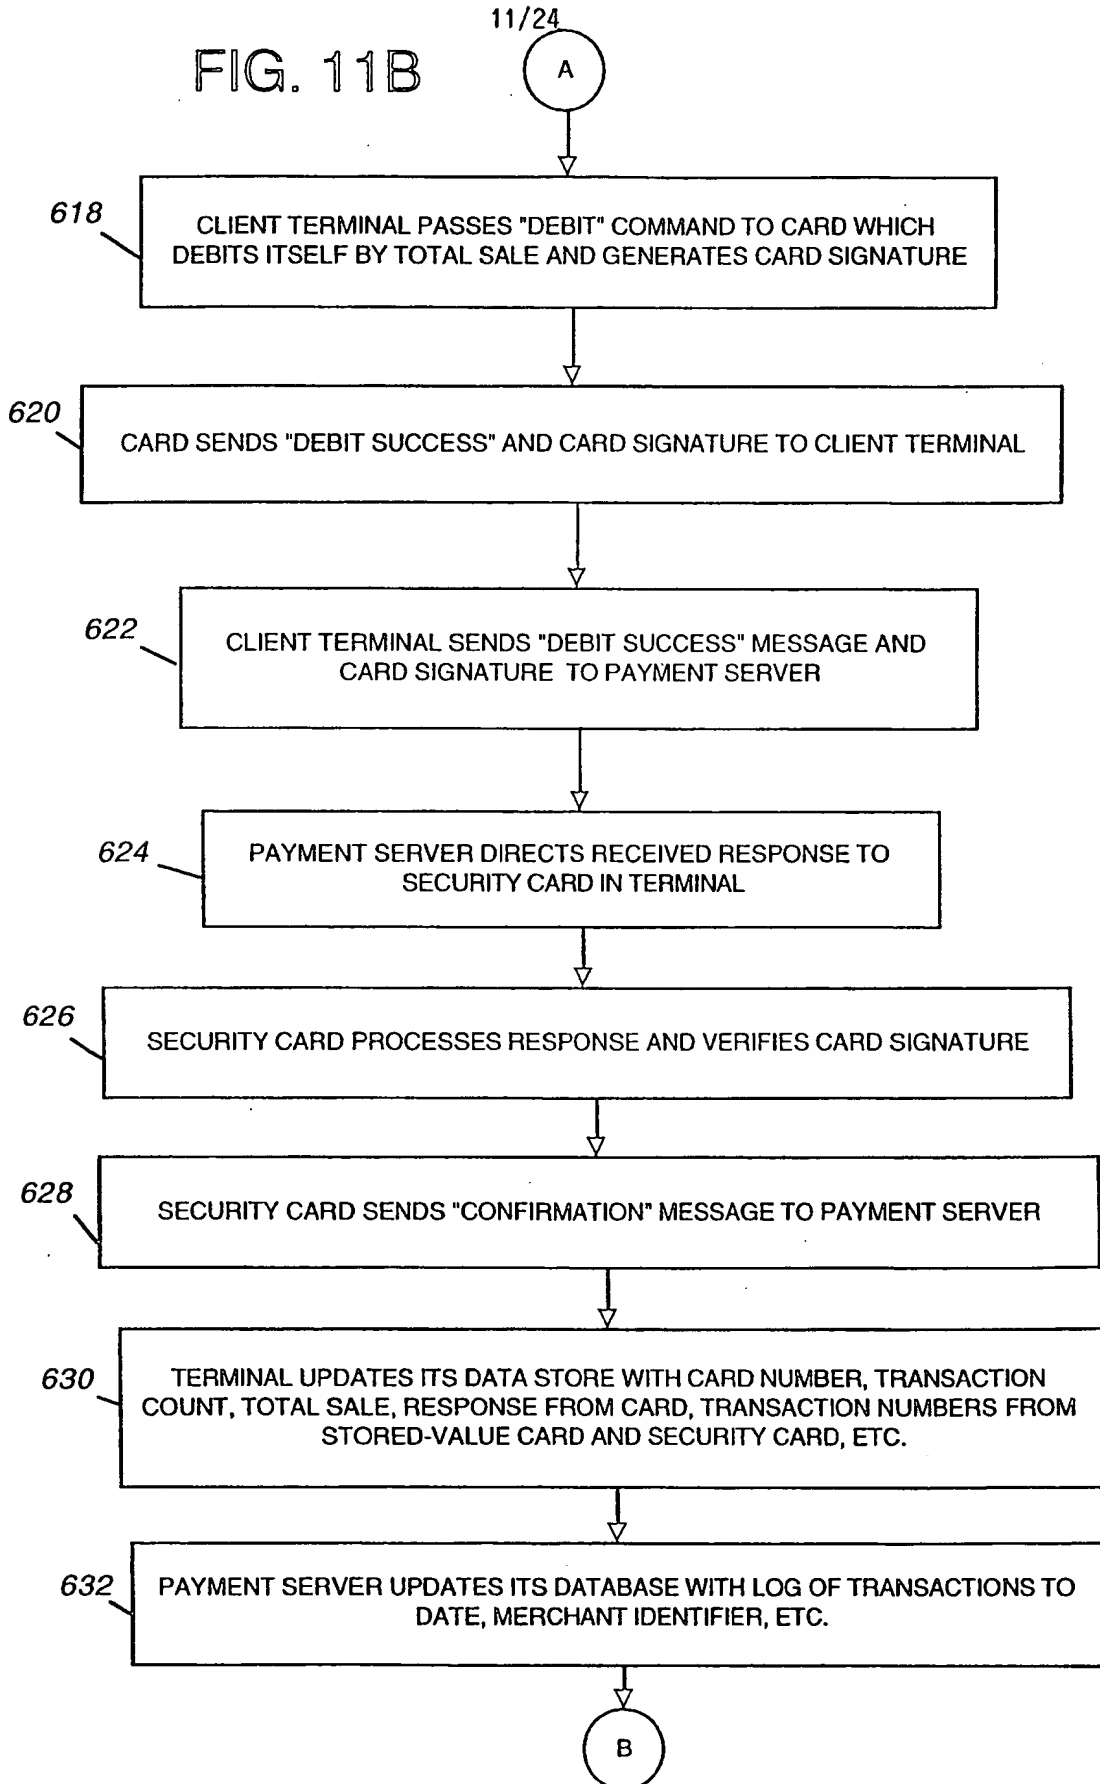 11/24
FIG. 11B
A
618
CLIENT TERMINAL PASSES "DEBIT" COMMAND TO CARD WHICH
DEBITS ITSELF BY TOTAL SALE AND GENERATES CARD SIGNATURE
620
CARD SENDS "DEBIT SUCCESS" AND CARD SIGNATURE TO CLIENT TERMINAL
622
CLIENT TERMINAL SENDS "DEBIT SUCCESS" MESSAGE AND
CARD SIGNATURE TO PAYMENT SERVER
624
PAYMENT SERVER DIRECTS RECEIVED RESPONSE TO
SECURITY CARD IN TERMINAL
626
SECURITY CARD PROCESSES RESPONSE AND VERIFIES CARD SIGNATURE
628
SECURITY CARD SENDS "CONFIRMATION" MESSAGE TO PAYMENT SERVER
630
TERMINAL UPDATES ITS DATA STORE WITH CARD NUMBER, TRANSACTION
COUNT, TOTAL SALE, RESPONSE FROM CARD, TRANSACTION NUMBERS FROM
STORED-VALUE CARD AND SECURITY CARD, ETC.
632
PAYMENT SERVER UPDATES ITS DATABASE WITH LOG OF TRANSACTIONS TO
DATE, MERCHANT IDENTIFIER, ETC.
B